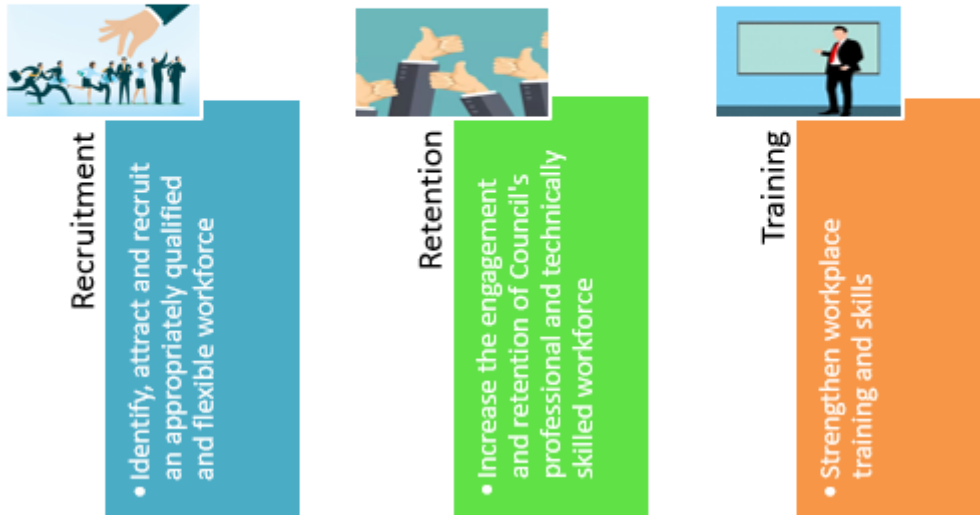 Recruitment
• Identify, attract and recruit
an appropriately qualified
and flexible workforce
Retention
• Increase the engagement
and retention of Council's
professional and technically
skilled workforce
Training
• Strengthen workplace
training and skills